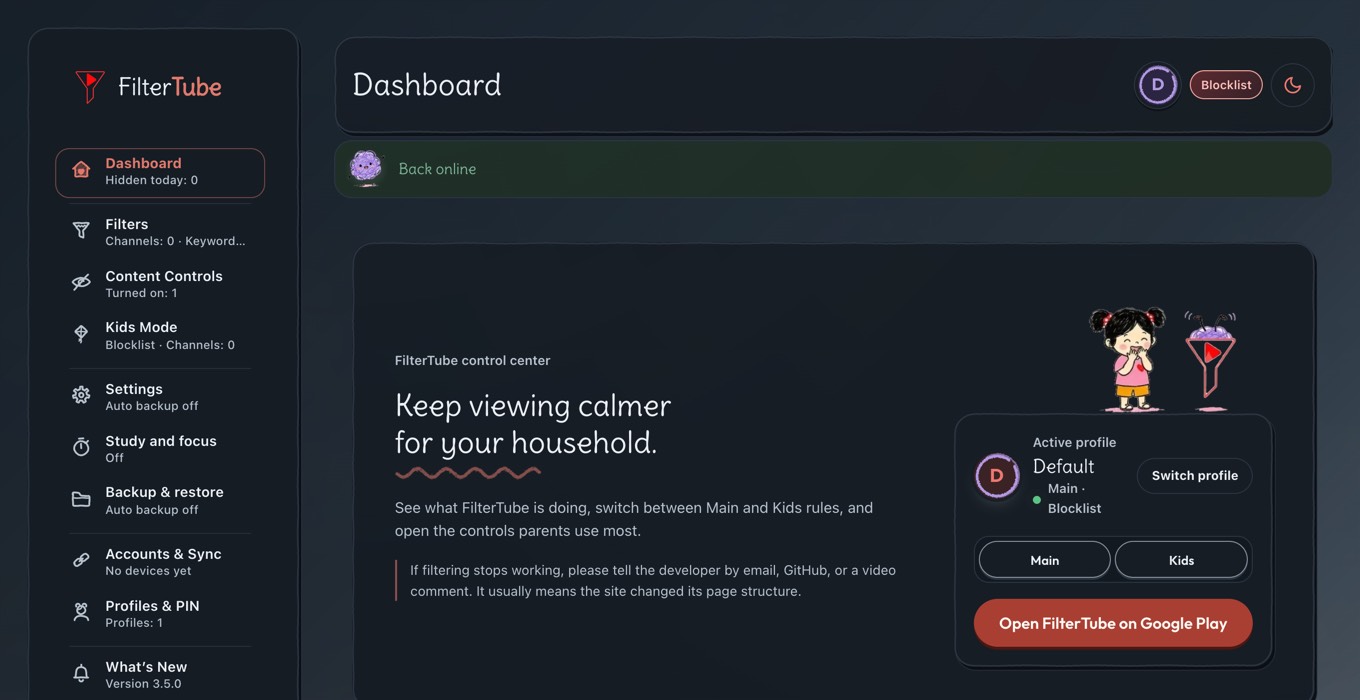 FilterTube
Dashboard
Hidden today: 0
Filters
Channels: 0 · Keyword...
Content Controls
Turned on: 1
Kids Mode
Blocklist · Channels: 0
Settings
Auto backup off
Study and focus
Off
Backup & restore
Auto backup off
Accounts & Sync
No devices yet
Profiles & PIN
Profiles: 1
What's New
Version 3.5.0
Dashboard
D
Blocklist
Back online
FilterTube control center
Keep viewing calmer
for your household.
See what FilterTube is doing, switch between Main and Kids rules, and
open the controls parents use most.
If filtering stops working, please tell the developer by email, GitHub, or a video
comment. It usually means the site changed its page structure.
Active profile
D
Default
Main ·
Blocklist
Switch profile
Main
Kids
Open FilterTube on Google Play